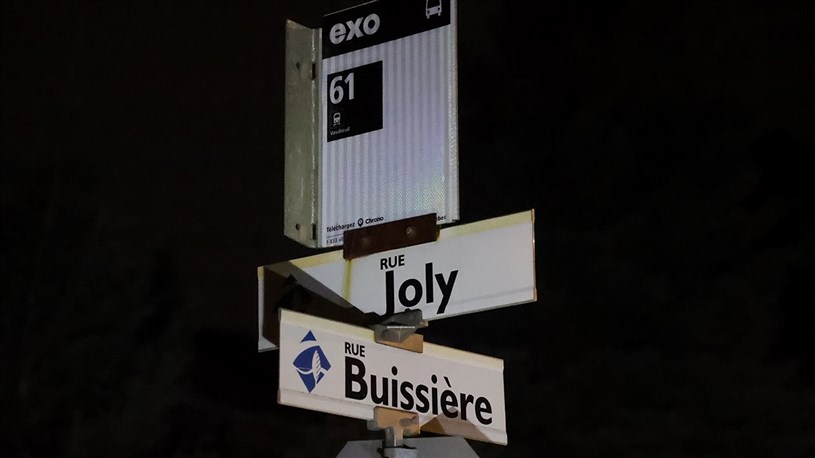 exo
61
Vaudreuil
Téléchargez Chrono
RUE
Joly
RUE
Buissière